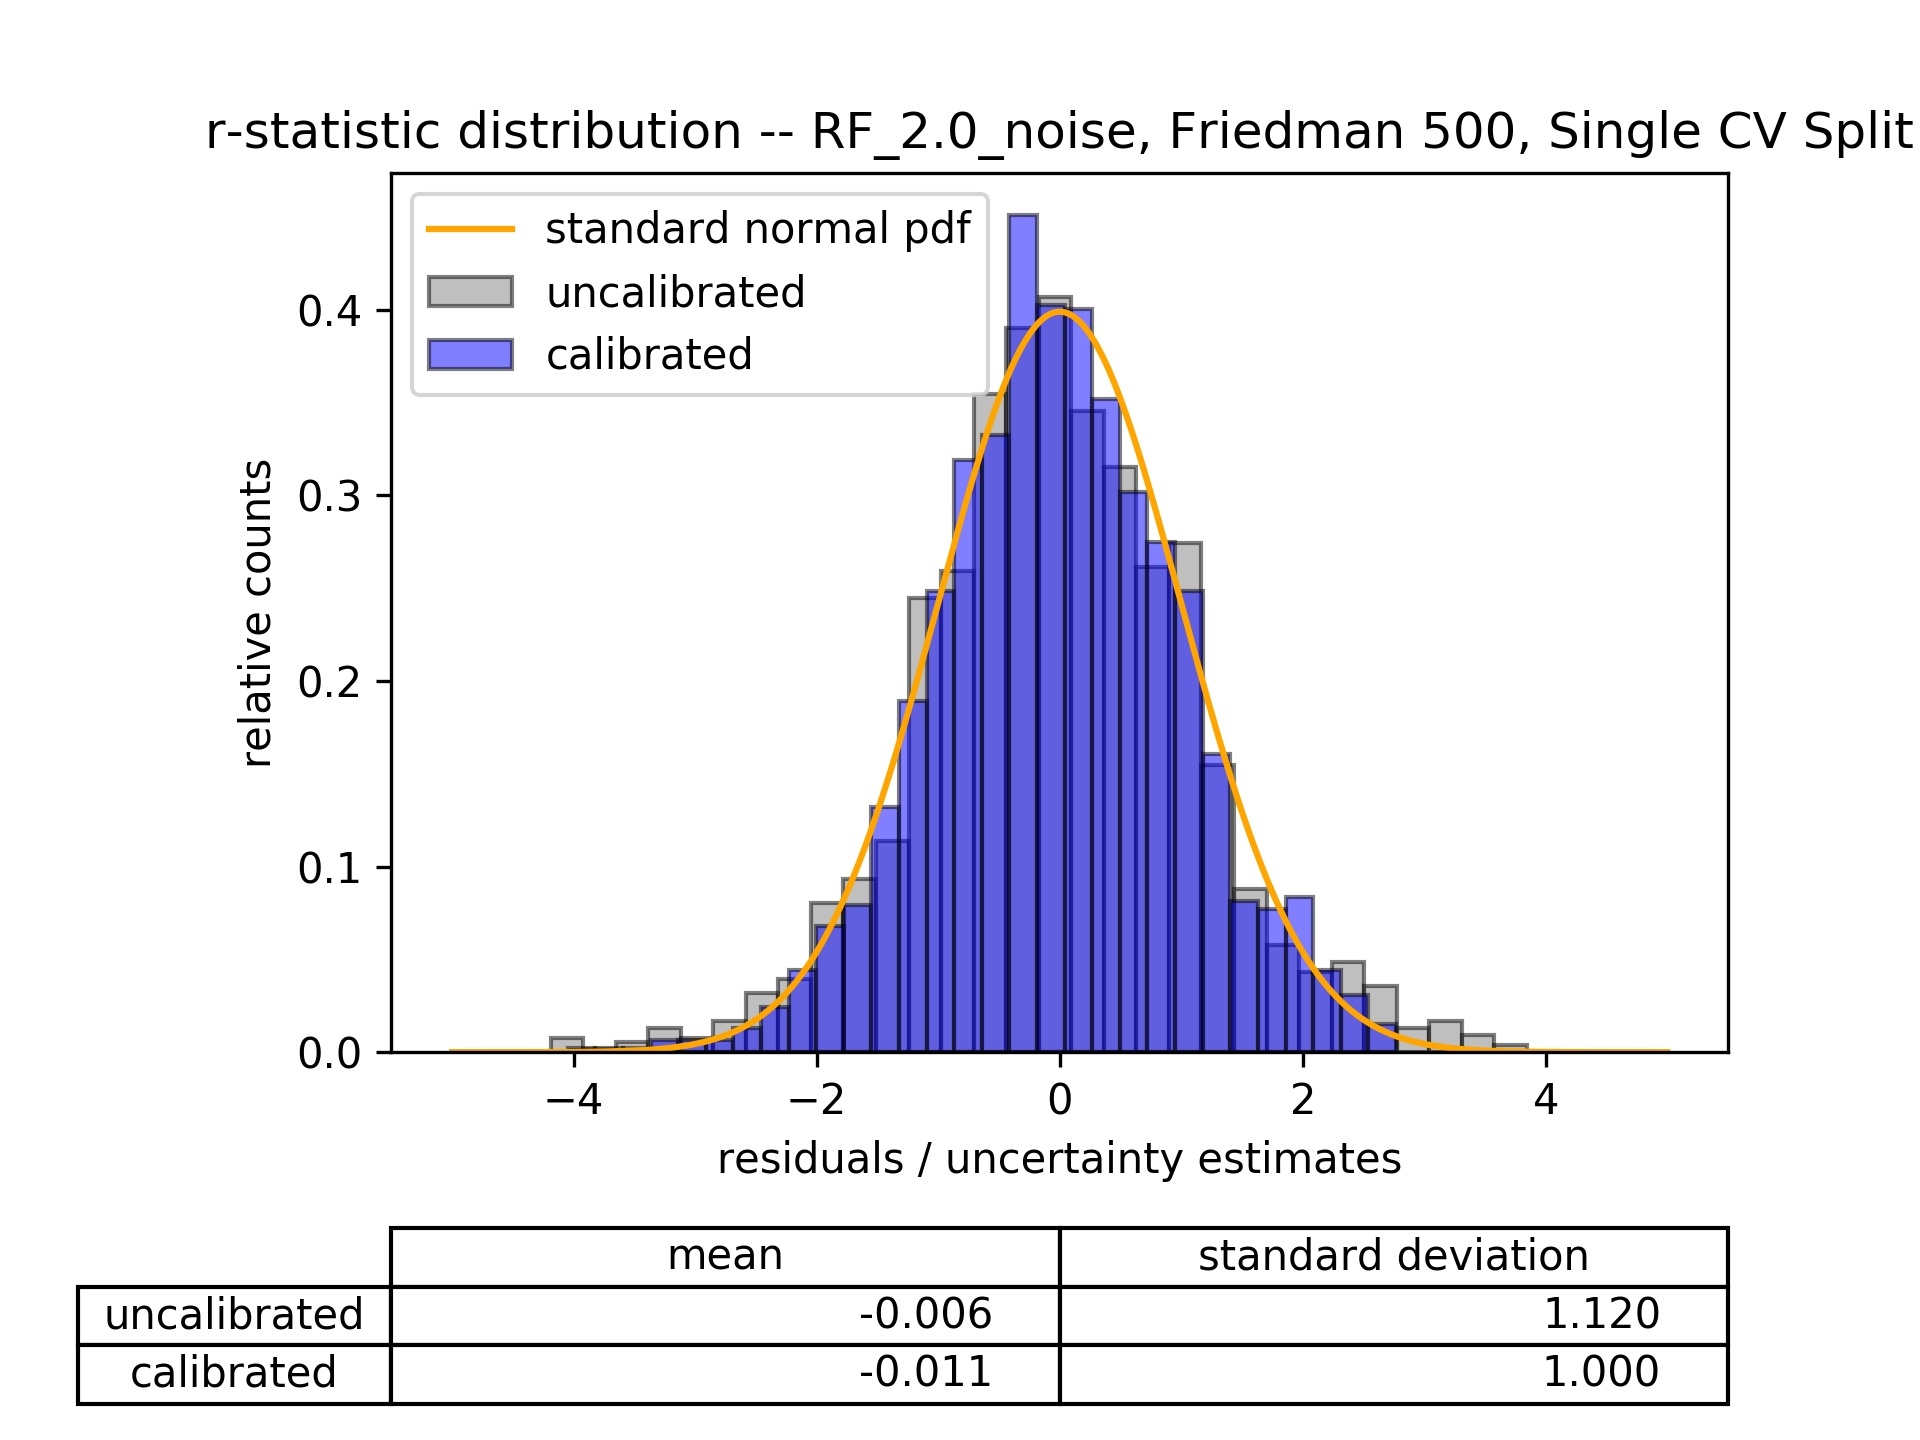 r-statistic distribution -- RF_2.0_noise, Friedman 500, Single CV Split
standard normal pdf
uncalibrated
calibrated
relative counts
0.4
0.3
0.2
0.1
0.0
−4 −2 0 2 4
residuals / uncertainty estimates
mean standard deviation
uncalibrated -0.006 1.120
calibrated -0.011 1.000